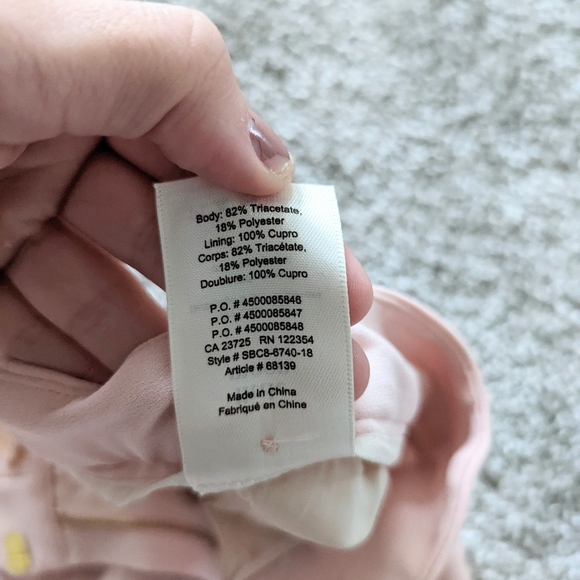 Body: 82% Triacetate,
18% Polyester
Lining: 100% Cupro
Corps: 82% Triacétate,
18% Polyester
Doublure: 100% Cupro
P.O. # 4500085846
P.O. # 4500085847
P.O. # 4500085848
CA 23725 RN 122354
Style # SBC8-6740-18
Article # 68139
Made in China
Fabriqué en Chine